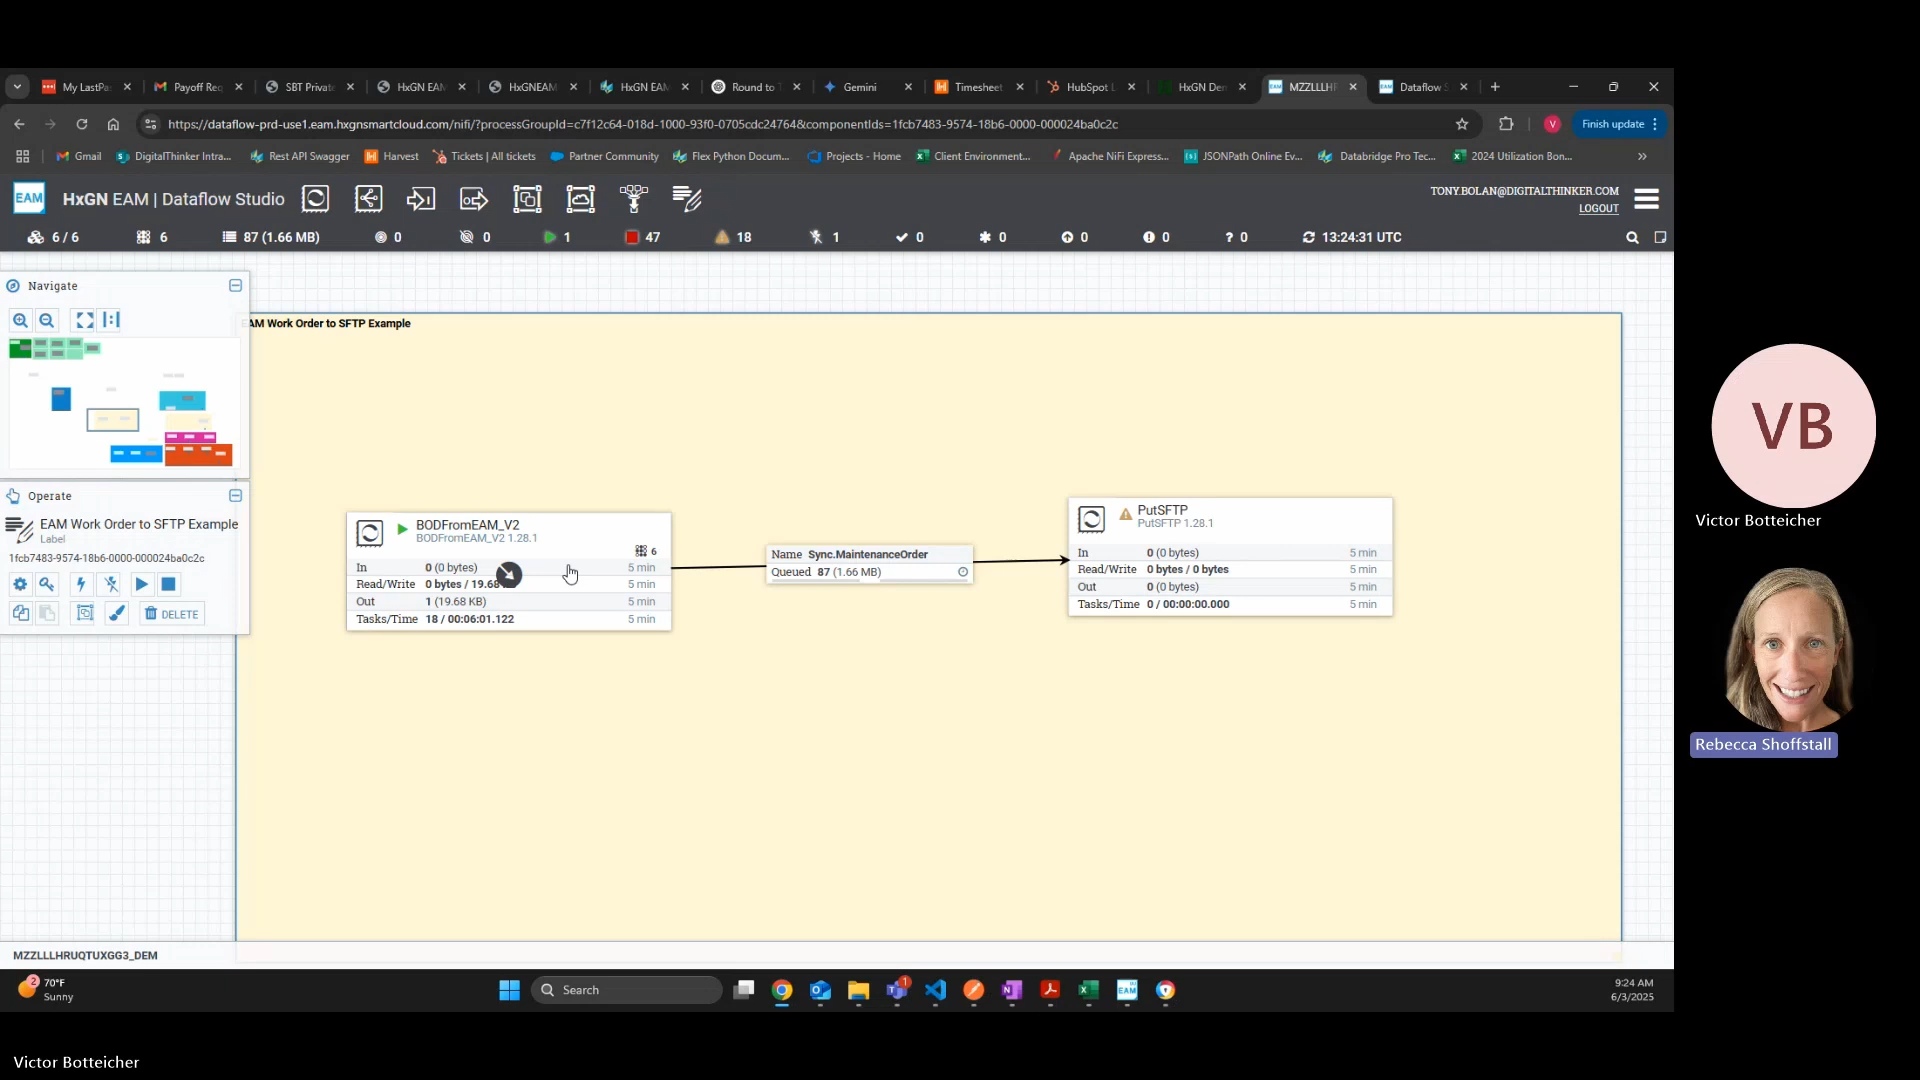 My LastPa
Payoff Req
SBT Private
HxGN EAM
HxGNEAM
HxGN EAM
Round to T
Gemini
Timesheet
HubSpot L
HxGN Den
MZZLLLHR
Dataflow S
https://dataflow-prd-use1.eam.hxgnsmartcloud.com/nifi/?processGroupId=c7f12c64-018d-1000-93f0-0705cdc24764&componentIds=1fcb7483-9574-18b6-0000-000024ba0c2c
V
Finish update
Gmail
DigitalThinker Intra...
Rest API Swagger
Harvest
Tickets | All tickets
Partner Community
Flex Python Docum...
Projects - Home
Client Environment...
Apache NiFi Express...
JSONPath Online Ev...
Databridge Pro Tec...
2024 Utilization Bon...
EAM
HxGN EAM | Dataflow Studio
TONY.BOLAN@DIGITALTHINKER.COM
LOGOUT
6 / 6
6
87 (1.66 MB)
0
0
1
47
18
1
0
0
0
0
0
13:24:31 UTC
Navigate
EAM Work Order to SFTP Example
Operate
EAM Work Order to SFTP Example
Label
1fcb7483-9574-18b6-0000-000024ba0c2c
DELETE
BODFromEAM_V2
BODFromEAM_V2 1.28.1
6
In 0 (0 bytes) 5 min
Read/Write 0 bytes / 19.68 5 min
Out 1 (19.68 KB) 5 min
Tasks/Time 18 / 00:06:01.122 5 min
Name Sync.MaintenanceOrder
Queued 87 (1.66 MB)
PutSFTP
PutSFTP 1.28.1
In 0 (0 bytes) 5 min
Read/Write 0 bytes / 0 bytes 5 min
Out 0 (0 bytes) 5 min
Tasks/Time 0 / 00:00:00.000 5 min
MZZLLLHRUQTUXGG3_DEM
2
70°F
Sunny
Search
1
EAM
9:24 AM
6/3/2025
VB
Victor Botteicher
Rebecca Shoffstall
Victor Botteicher